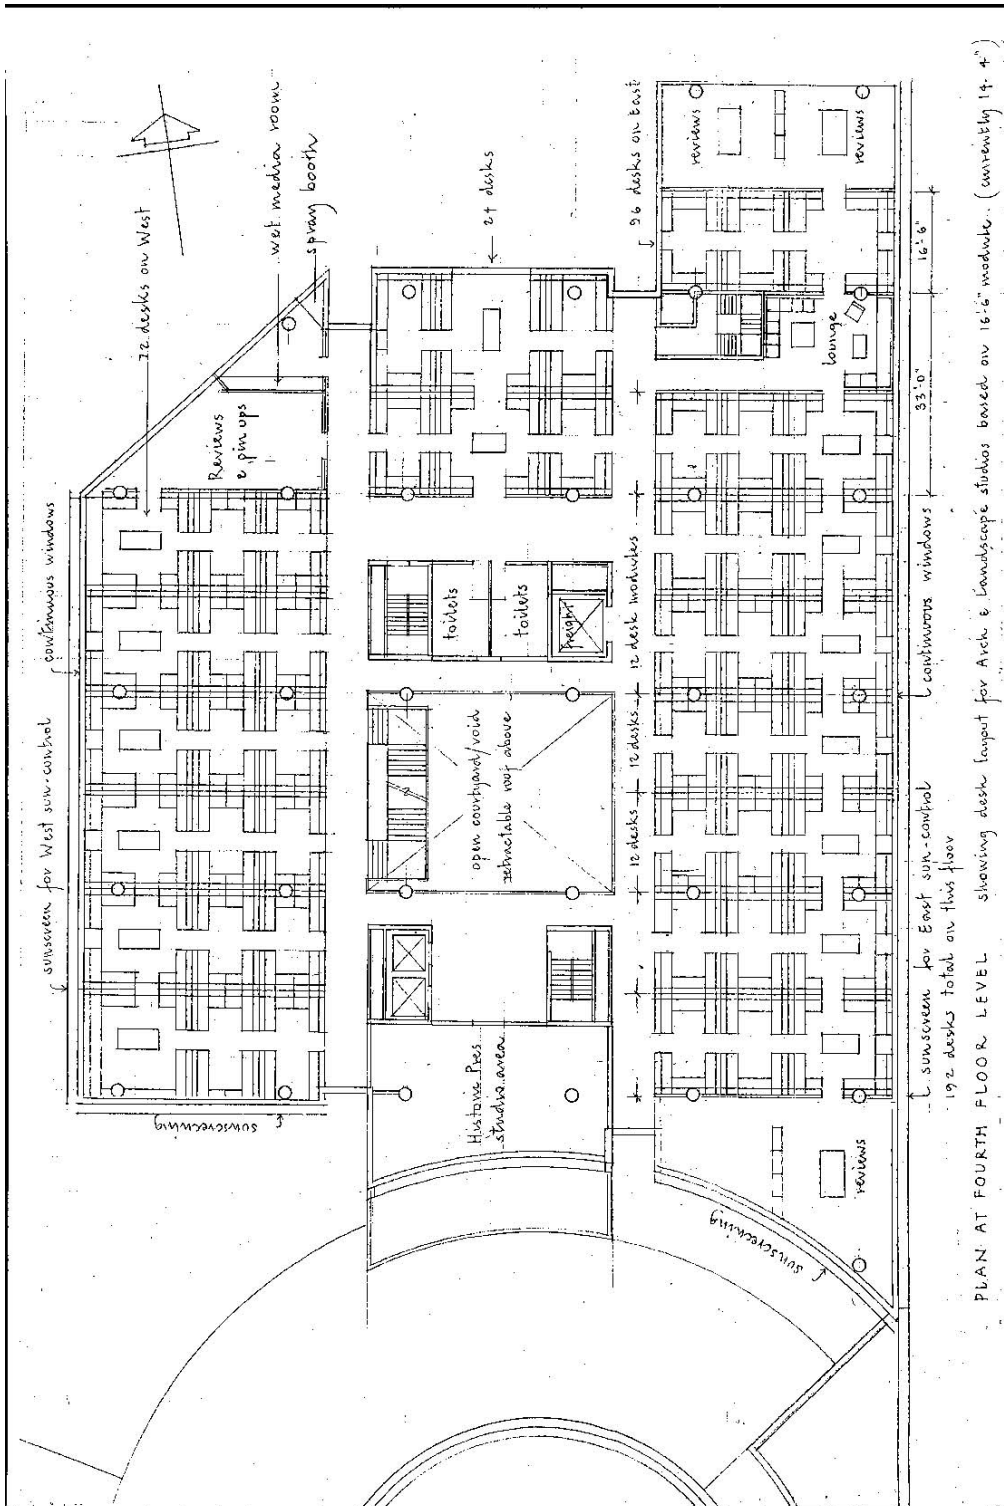 72 desks on West
wet media room
spray booth
24 desks
96 desks on East
reviews
reviews
16'-6"
33'-0"
lounge
Reviews
& pin ups
continuous windows
sunscreen for West sun-control
toilets
toilets
freight
12 desk modules
12 desks
12 desks
open courtyard/void
retractable roof above
continuous windows
sunscreen for East sun-control
192 desks total on this floor
Historic Pres
studio area
sunscreening
sunscreening
reviews
PLAN AT FOURTH FLOOR LEVEL showing desk layout for Arch & Landscape studios based on 16'-6" module. (currently 14'-4")